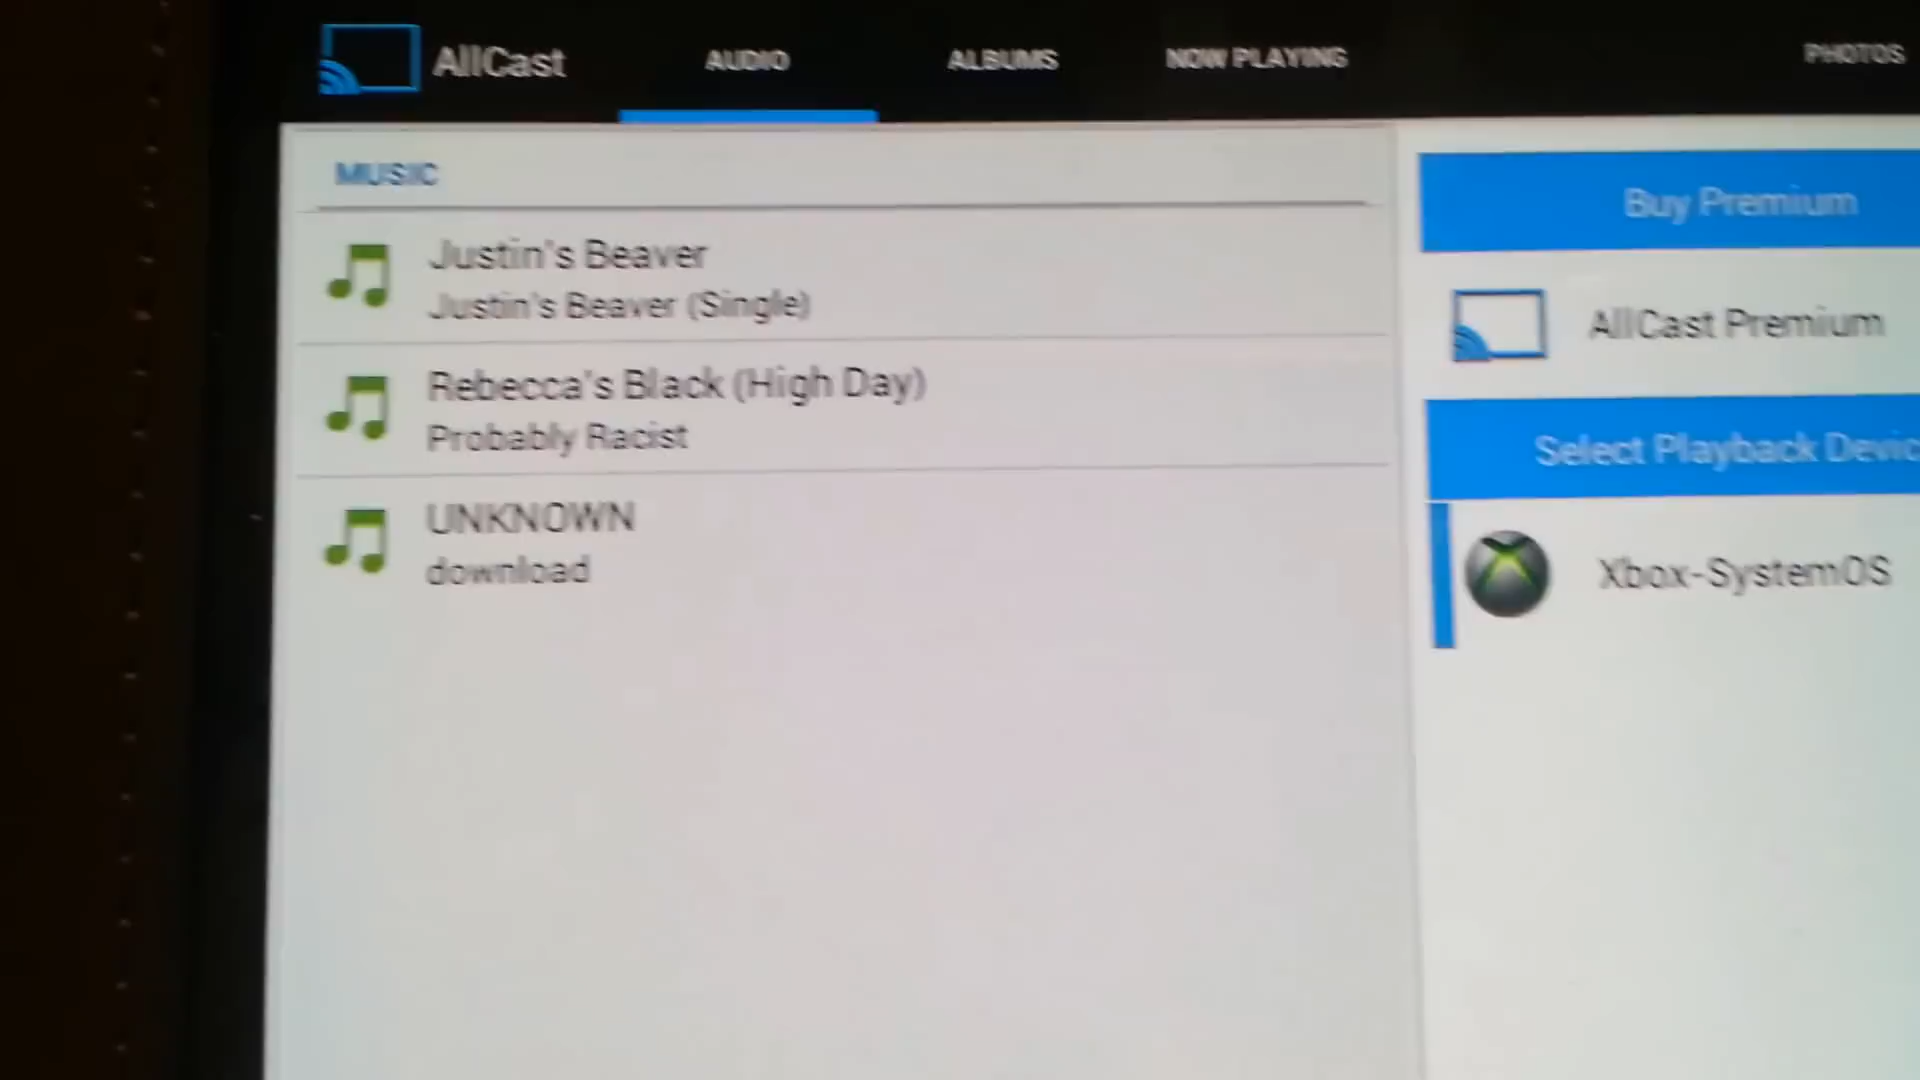 AllCast
AUDIO
ALBUMS
NOW PLAYING
PHOTOS
MUSIC
Justin's Beaver
Justin's Beaver (Single)
Rebecca's Black (High Day)
Probably Racist
UNKNOWN
download
Buy Premium
AllCast Premium
Select Playback Devic
Xbox-SystemOS